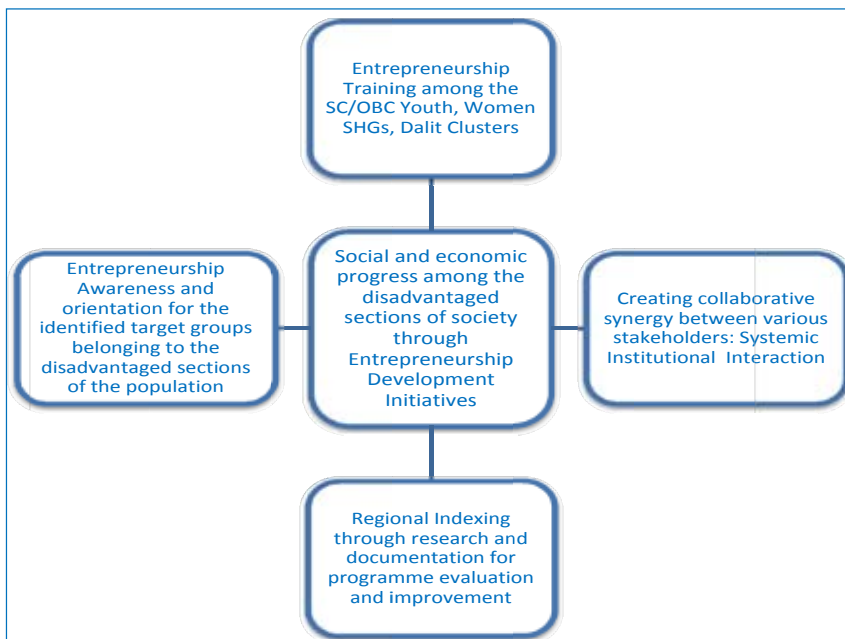 Entrepreneurship
Training among the
SC/OBC Youth, Women
SHGs, Dalit Clusters
Entrepreneurship
Awareness and
orientation for the
identified target groups
belonging to the
disadvantaged sections
of the population
Social and economic
progress among the
disadvantaged
sections of society
through
Entrepreneurship
Development
Initiatives
Creating collaborative
synergy between various
stakeholders: Systemic
Institutional Interaction
Regional Indexing
through research and
documentation for
programme evaluation
and improvement